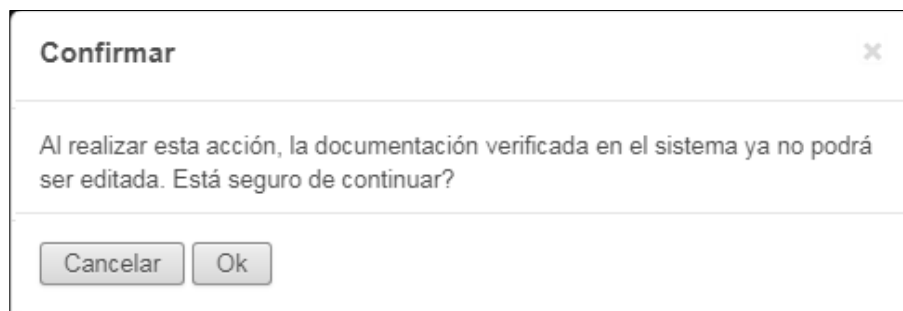 Confirmar ×
Al realizar esta acción, la documentación verificada en el sistema ya no podrá
ser editada. Está seguro de continuar?
Cancelar Ok